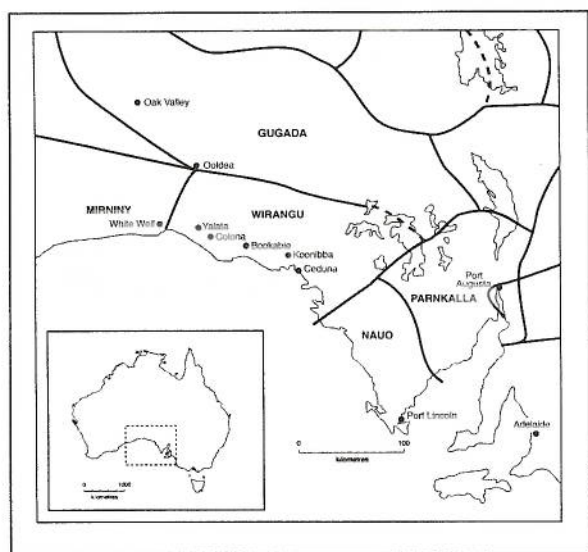 Oak Valley
GUGADA
Ooldea
MIRNINY
White Well
Yalata
WIRANGU
Colona
Bookabie
Koonibba
Ceduna
Port
Augusta
PARNKALLA
NAUO
Port Lincoln
Adelaide
0
100
kilometres
0
1000
kilometres